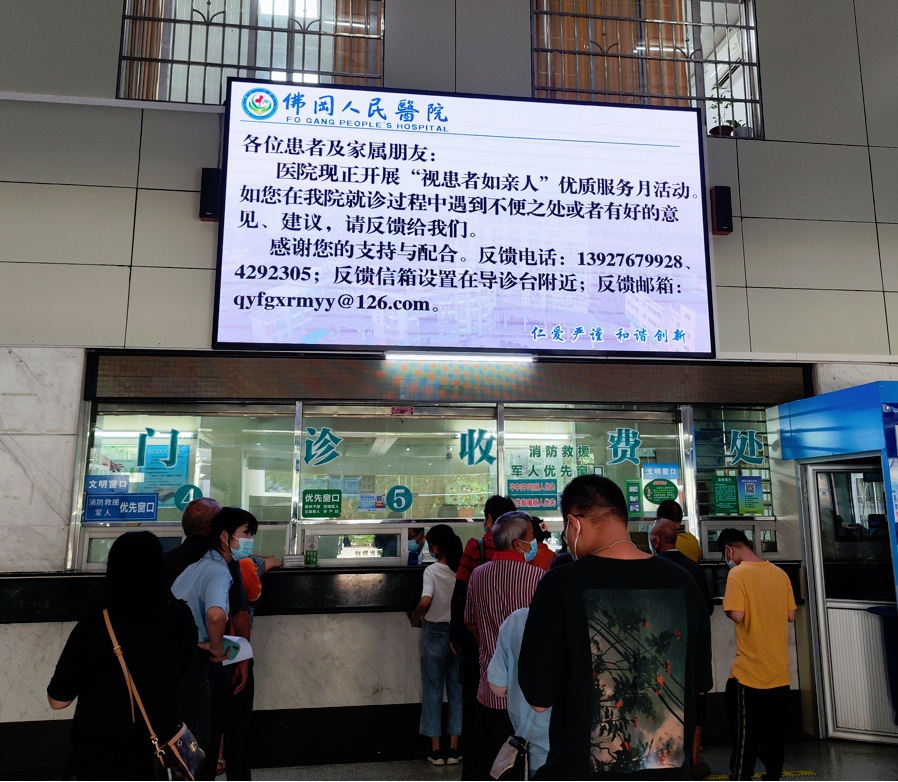 佛岡人民醫院
FO GANG PEOPLE'S HOSPITAL
各位患者及家属朋友：
医院现正开展“视患者如亲人”优质服务月活动。
如您在我院就诊过程中遇到不便之处或者有好的意
见、建议，请反馈给我们。
感谢您的支持与配合。反馈电话：13927679928、
4292305；反馈信箱设置在导诊台附近；反馈邮箱：
qyfgxrmyy@126.com。
仁爱严谨 和谐创新
门诊收费处
文明窗口
消防救援
军人
优先窗口
4
优先窗口
5
消防救援
军人优先窗口
文明窗口